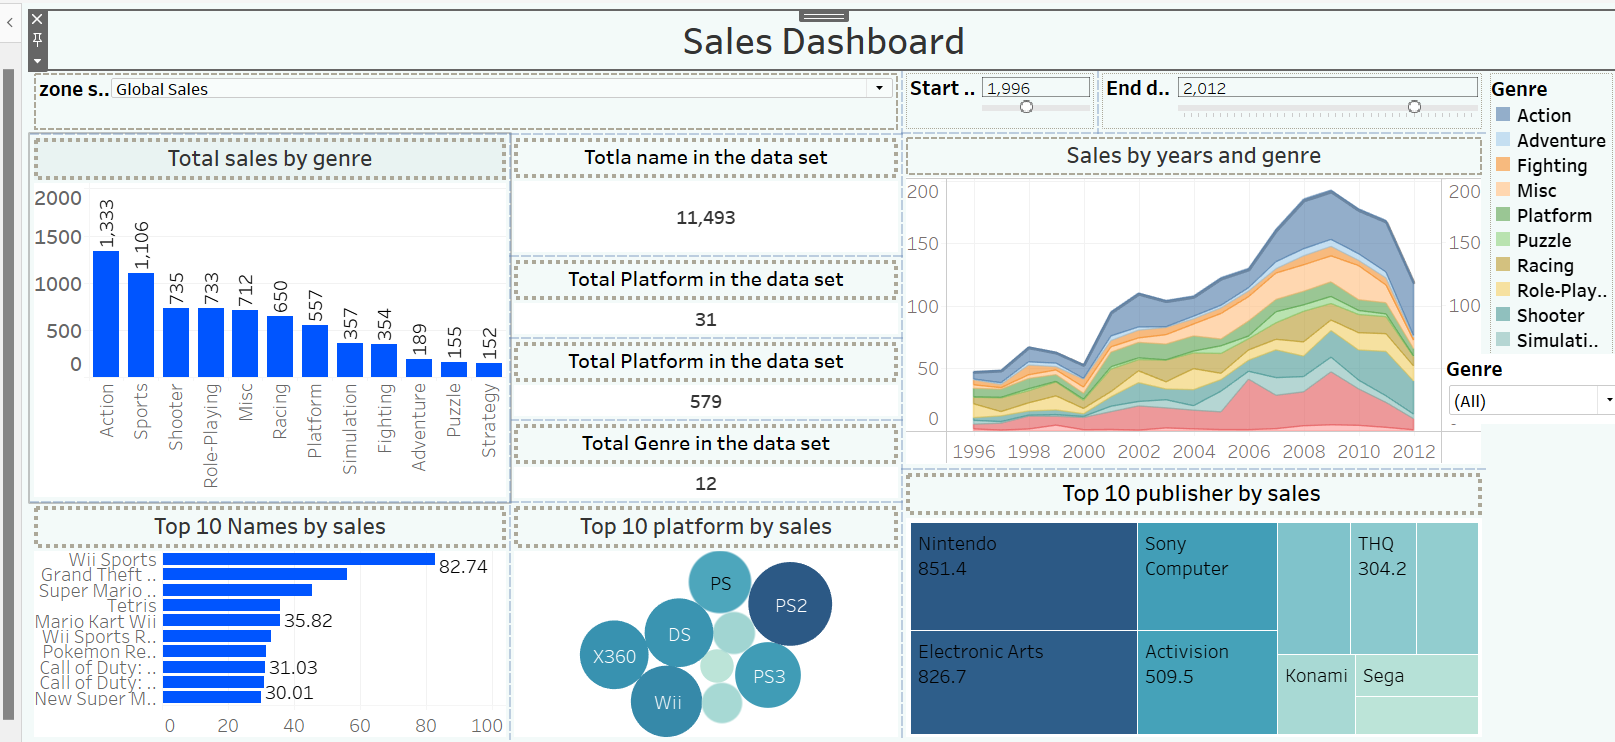 Sales Dashboard
zone s.. Global Sales
Start .. 1,996
End d.. 2,012
Total sales by genre
2000
1500
1000
500
0
1,333
1,106
735
733
712
650
557
357
354
189
155
152
Action
Sports
Shooter
Role-Playing
Misc
Racing
Platform
Simulation
Fighting
Adventure
Puzzle
Strategy
Totla name in the data set
11,493
Total Platform in the data set
31
Total Platform in the data set
579
Total Genre in the data set
12
Sales by years and genre
200
150
100
50
0
200
150
100
1996 1998 2000 2002 2004 2006 2008 2010 2012
Genre
Action
Adventure
Fighting
Misc
Platform
Puzzle
Racing
Role-Play..
Shooter
Simulati..
Genre
(All)
Top 10 Names by sales
Wii Sports
Grand Theft ..
Super Mario ..
Tetris
Mario Kart Wii
Wii Sports R..
Pokemon Re..
Call of Duty: ..
Call of Duty: ..
New Super M..
82.74
35.82
31.03
30.01
0 20 40 60 80 100
Top 10 platform by sales
PS
PS2
DS
X360
PS3
Wii
Top 10 publisher by sales
Nintendo
851.4
Electronic Arts
826.7
Sony
Computer
Activision
509.5
THQ
304.2
Konami
Sega